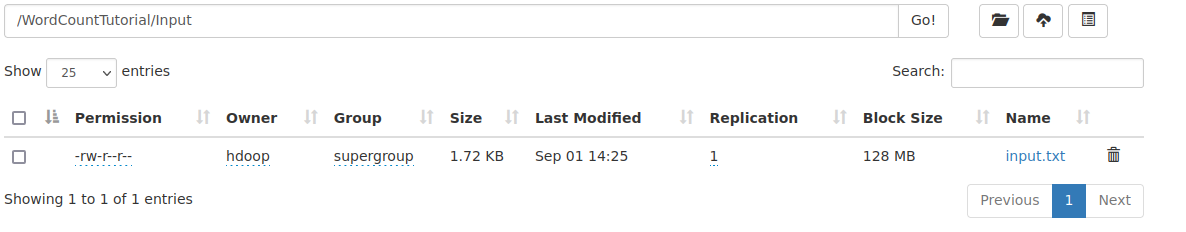 /WordCountTutorial/Input Go!
Show 25 entries Search:
Permission Owner Group Size Last Modified Replication Block Size Name
-rw-r--r-- hdoop supergroup 1.72 KB Sep 01 14:25 1 128 MB input.txt
Showing 1 to 1 of 1 entries Previous 1 Next